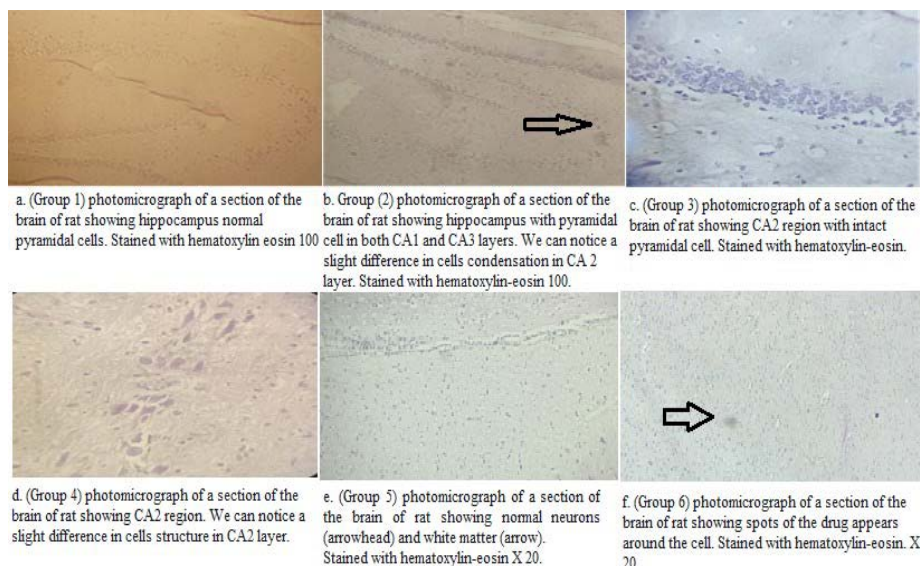 a. (Group 1) photomicrograph of a section of the
brain of rat showing hippocampus normal
pyramidal cells. Stained with hematoxylin eosin 100
b. Group (2) photomicrograph of a section of the
brain of rat showing hippocampus with pyramidal
cell in both CA1 and CA3 layers. We can notice a
slight difference in cells condensation in CA 2
layer. Stained with hematoxylin-eosin 100.
c. (Group 3) photomicrograph of a section of the
brain of rat showing CA2 region with intact
pyramidal cell. Stained with hematoxylin-eosin.
d. (Group 4) photomicrograph of a section of the
brain of rat showing CA2 region. We can notice a
slight difference in cells structure in CA2 layer.
e. (Group 5) photomicrograph of a section of
the brain of rat showing normal neurons
(arrowhead) and white matter (arrow).
Stained with hematoxylin-eosin X 20.
f. (Group 6) photomicrograph of a section of the
brain of rat showing spots of the drug appears
around the cell. Stained with hematoxylin-eosin. X
20.